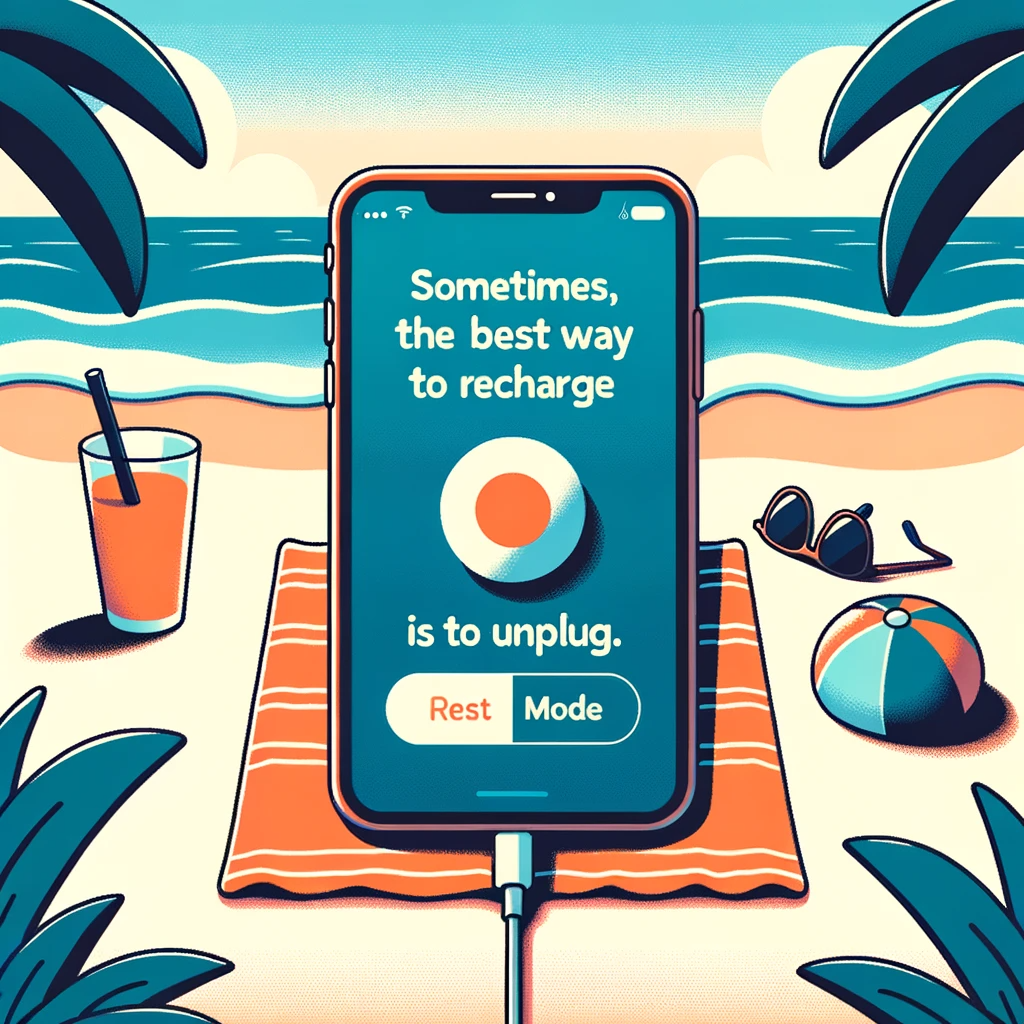 Sometimes,
the best way
to recharge
is to unplug.
Rest Mode